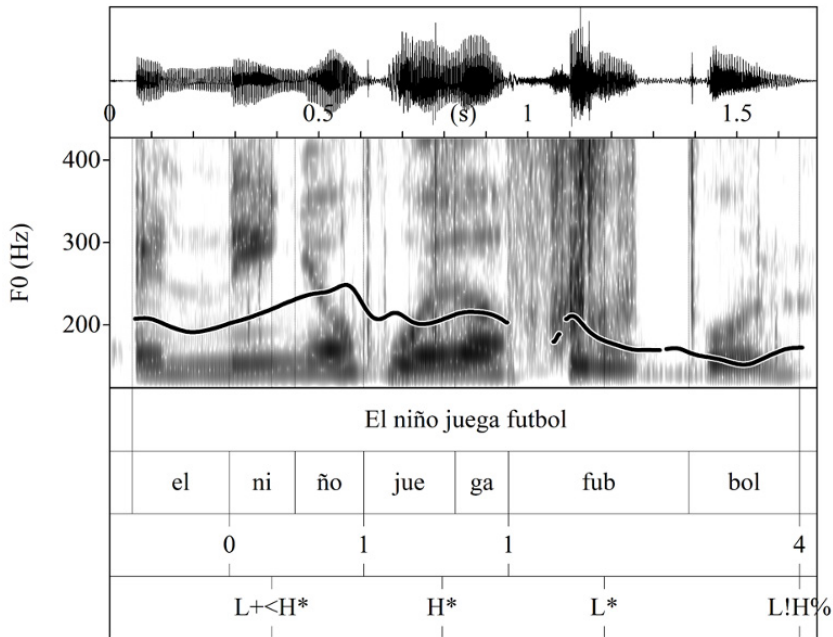 0 0.5 (s) 1 1.5
400
300
200
F0 (Hz)
El niño juega futbol
el ni ño jue ga fub bol
0 1 1 4
L+<H* H* L* L!H%